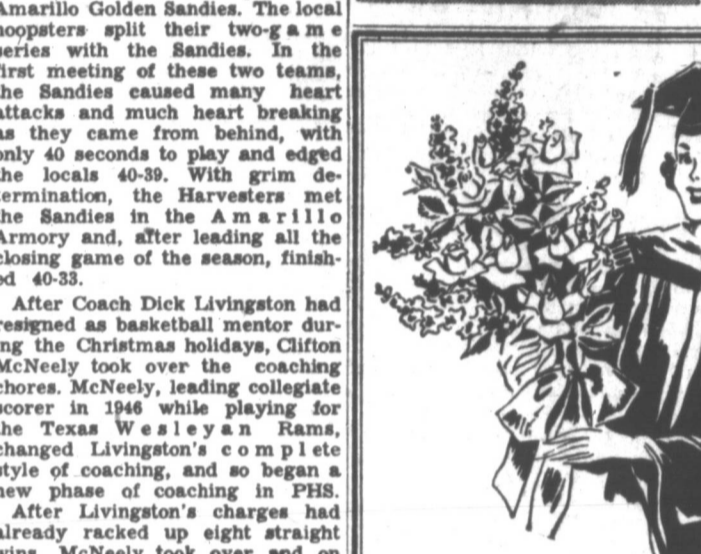 Amarillo Golden Sandies. The local
hoopsters split their two-game
series with the Sandies. In the
first meeting of these two teams,
the Sandies caused many heart
attacks and much heart breaking
as they came from behind, with
only 40 seconds to play and edged
the locals 40-39. With grim de-
termination, the Harvesters met
the Sandies in the Amarillo
Armory and, after leading all the
closing game of the season, finish-
ed 40-33.
After Coach Dick Livingston had
resigned as basketball mentor dur-
ing the Christmas holidays, Clifton
McNeely took over the coaching
chores. McNeely, leading collegiate
scorer in 1946 while playing for
the Texas Wesleyan Rams,
changed Livingston's complete
style of coaching, and so began a
new phase of coaching in PHS.
After Livingston's charges had
already racked up eight straight
wins, McNeely took over and on